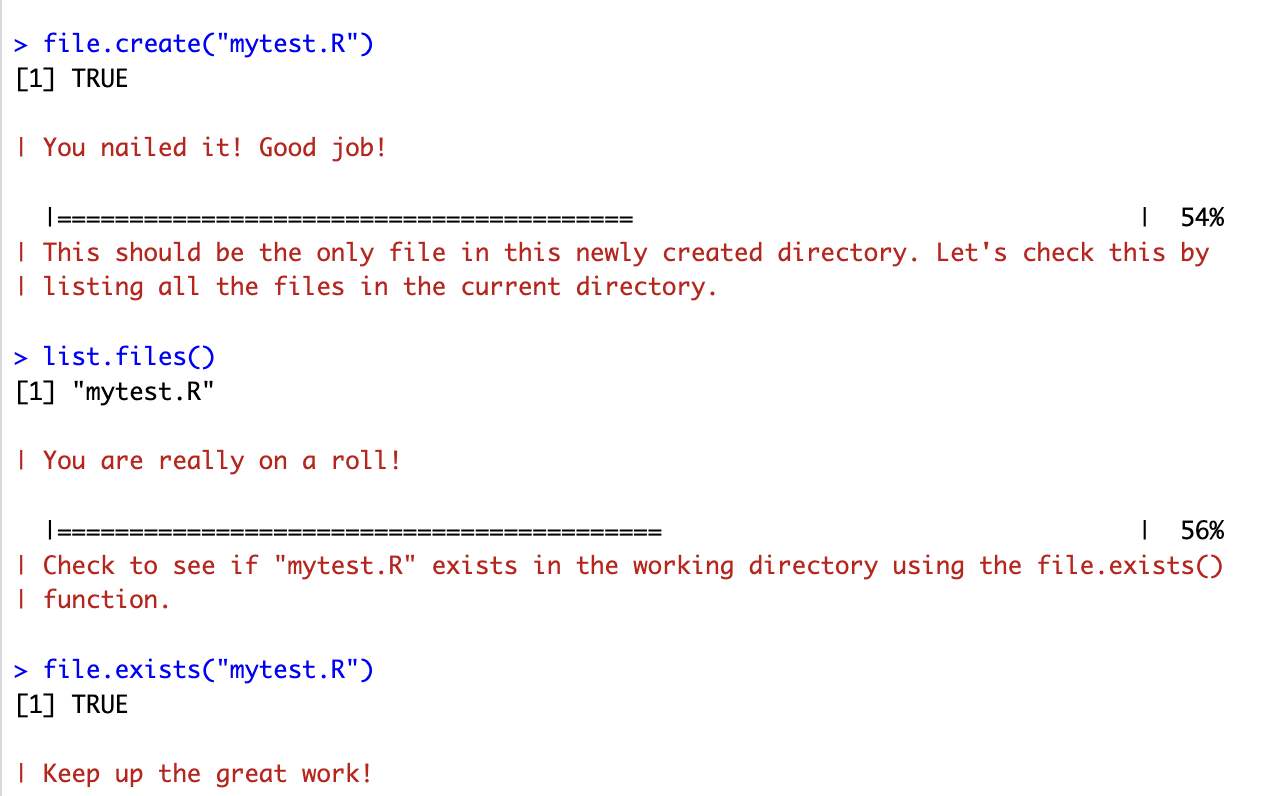 > file.create("mytest.R")
[1] TRUE
| You nailed it! Good job!
|======================================== | 54%
| This should be the only file in this newly created directory. Let's check this by
| listing all the files in the current directory.
> list.files()
[1] "mytest.R"
| You are really on a roll!
|========================================== | 56%
| Check to see if "mytest.R" exists in the working directory using the file.exists()
| function.
> file.exists("mytest.R")
[1] TRUE
| Keep up the great work!